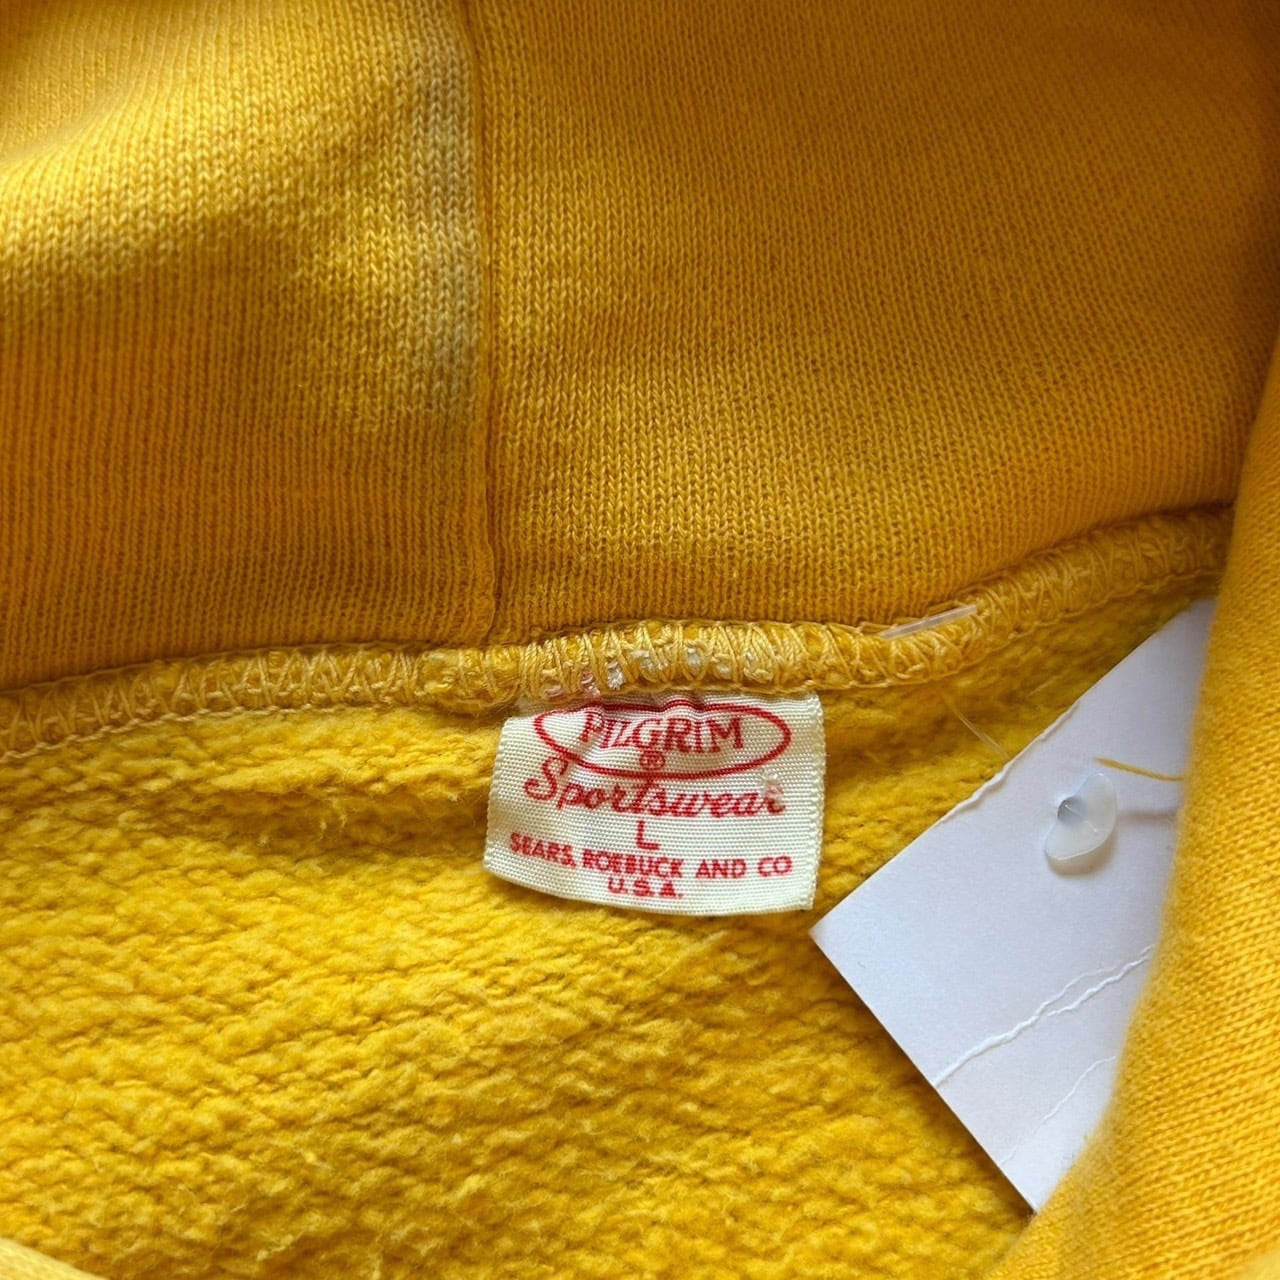 PILGRIM
®
Sportswear
L
SEARS, ROEBUCK AND CO
U.S.A.